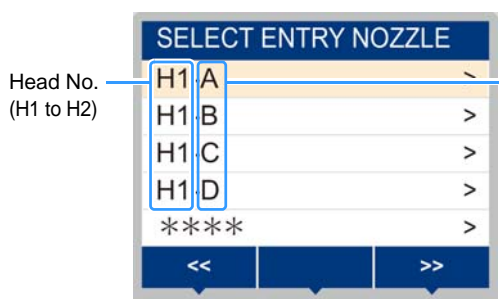 SELECT ENTRY NOZZLE
Head No.
(H1 to H2)
H1-A >
H1-B >
H1-C >
H1-D >
**** >
<< >>